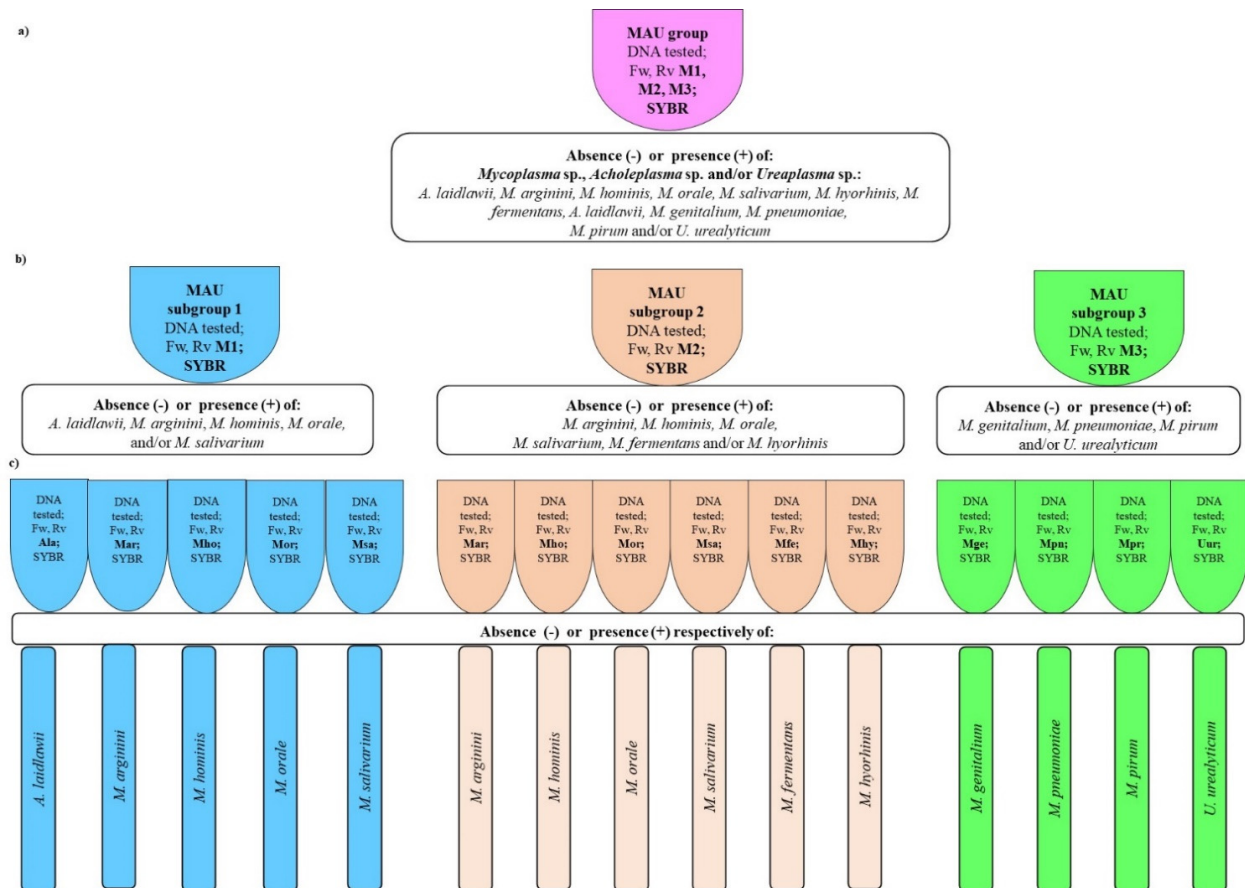 a)
MAU group
DNA tested;
Fw, Rv M1,
M2, M3;
SYBR
Absence (-) or presence (+) of:
Mycoplasma sp., Acholeplasma sp. and/or Ureaplasma sp.:
A. laidlawii, M. arginini, M. hominis, M. orale, M. salivarium, M. hyorhinis, M.
fermentans, A. laidlawii, M. genitalium, M. pneumoniae,
M. pirum and/or U. urealyticum
b)
MAU
subgroup 1
DNA tested;
Fw, Rv M1;
SYBR
Absence (-) or presence (+) of:
A. laidlawii, M. arginini, M. hominis, M. orale,
and/or M. salivarium
MAU
subgroup 2
DNA tested;
Fw, Rv M2;
SYBR
Absence (-) or presence (+) of:
M. arginini, M. hominis, M. orale,
M. salivarium, M. fermentans and/or M. hyorhinis
MAU
subgroup 3
DNA tested;
Fw, Rv M3;
SYBR
Absence (-) or presence (+) of:
M. genitalium, M. pneumoniae, M. pirum
and/or U. urealyticum
c)
DNA
tested;
Fw, Rv
Ala;
SYBR
DNA
tested;
Fw, Rv
Mar;
SYBR
DNA
tested;
Fw, Rv
Mho;
SYBR
DNA
tested;
Fw, Rv
Mor;
SYBR
DNA
tested;
Fw, Rv
Msa;
SYBR
DNA
tested;
Fw, Rv
Mar;
SYBR
DNA
tested;
Fw, Rv
Mho;
SYBR
DNA
tested;
Fw, Rv
Mor;
SYBR
DNA
tested;
Fw, Rv
Msa;
SYBR
DNA
tested;
Fw, Rv
Mfe;
SYBR
DNA
tested;
Fw, Rv
Mhy;
SYBR
DNA
tested;
Fw, Rv
Mge;
SYBR
DNA
tested;
Fw, Rv
Mpn;
SYBR
DNA
tested;
Fw, Rv
Mpr;
SYBR
DNA
tested;
Fw, Rv
Uur;
SYBR
Absence (-) or presence (+) respectively of:
A. laidlawii
M. arginini
M. hominis
M. orale
M. salivarium
M. arginini
M. hominis
M. orale
M. salivarium
M. fermentans
M. hyorhinis
M. genitalium
M. pneumoniae
M. pirum
U. urealyticum